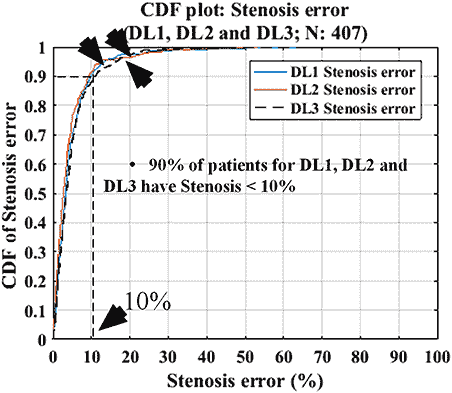 CDF plot: Stenosis error
(DL1, DL2 and DL3; N: 407)
CDF of Stenosis error
1
0.9
0.8
0.7
0.6
0.5
0.4
0.3
0.2
0.1
0
DL1 Stenosis error
DL2 Stenosis error
DL3 Stenosis error
• 90% of patients for DL1, DL2 and
DL3 have Stenosis < 10%
10%
0 10 20 30 40 50 60 70 80 90 100
Stenosis error (%)